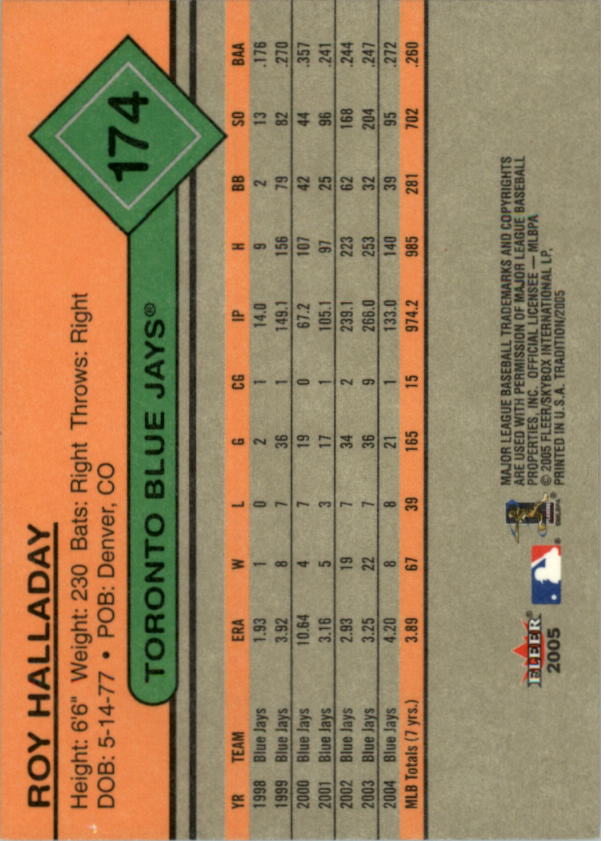 ROY HALLADAY
Height: 6'6" Weight: 230 Bats: Right Throws: Right
DOB: 5-14-77 • POB: Denver, CO
174
TORONTO BLUE JAYS®
YR TEAM ERA W L G CG IP H BB SO BAA
1998 Blue Jays 1.93 1 0 2 1 14.0 9 2 13 .176
1999 Blue Jays 3.92 8 7 36 1 149.1 156 79 82 .270
2000 Blue Jays 10.64 4 7 19 0 67.2 107 42 44 .357
2001 Blue Jays 3.16 5 3 17 1 105.1 97 25 96 .241
2002 Blue Jays 2.93 19 7 34 2 239.1 223 62 168 .244
2003 Blue Jays 3.25 22 7 36 9 266.0 253 32 204 .247
2004 Blue Jays 4.20 8 8 21 1 133.0 140 39 95 .272
MLB Totals (7 yrs.) 3.89 67 39 165 15 974.2 985 281 702 .260
FLEER®
2005
MAJOR LEAGUE BASEBALL TRADEMARKS AND COPYRIGHTS
ARE USED WITH PERMISSION OF MAJOR LEAGUE BASEBALL
PROPERTIES, INC. OFFICIAL LICENSEE — MLBPA
© 2005 FLEER/SKYBOX INTERNATIONAL LP,
PRINTED IN U.S.A. TRADITION/2005